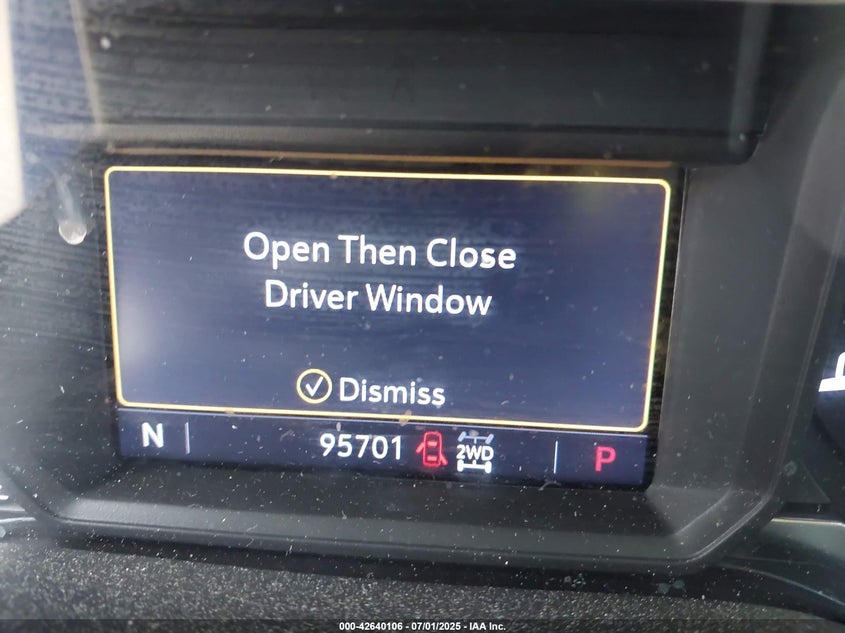 Open Then Close
Driver Window
Dismiss
N 95701 2WD P
000-42640106 - 07/01/2025 - IAA Inc.